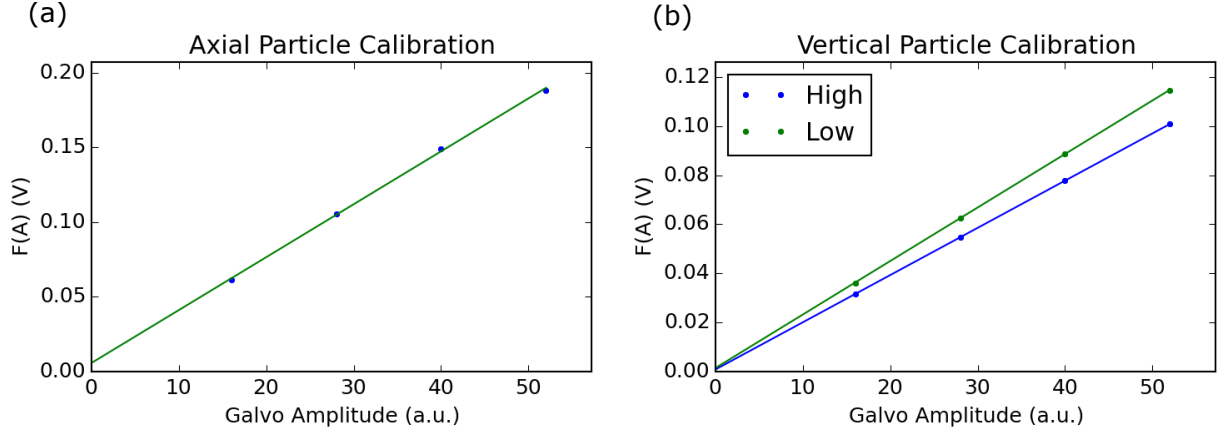 (a)
Axial Particle Calibration
0.20
0.15
0.10
0.05
0.00
F(A) (V)
0 10 20 30 40 50
Galvo Amplitude (a.u.)
(b)
Vertical Particle Calibration
High
Low
0.12
0.10
0.08
0.06
0.04
0.02
0.00
F(A) (V)
0 10 20 30 40 50
Galvo Amplitude (a.u.)